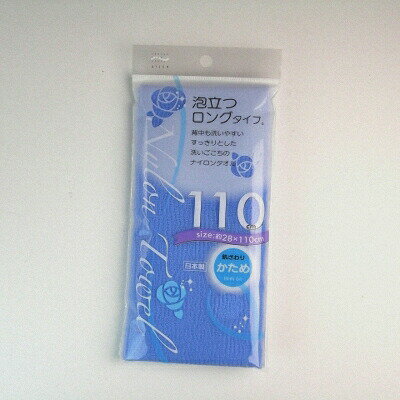 泡立つ
ロングタイプ。
背中も洗いやすい
すっきりとした
洗いごこちの
ナイロンタオル
110cm
size:約28×110cm
肌ざわり
かため
日本製
Nylon Towel